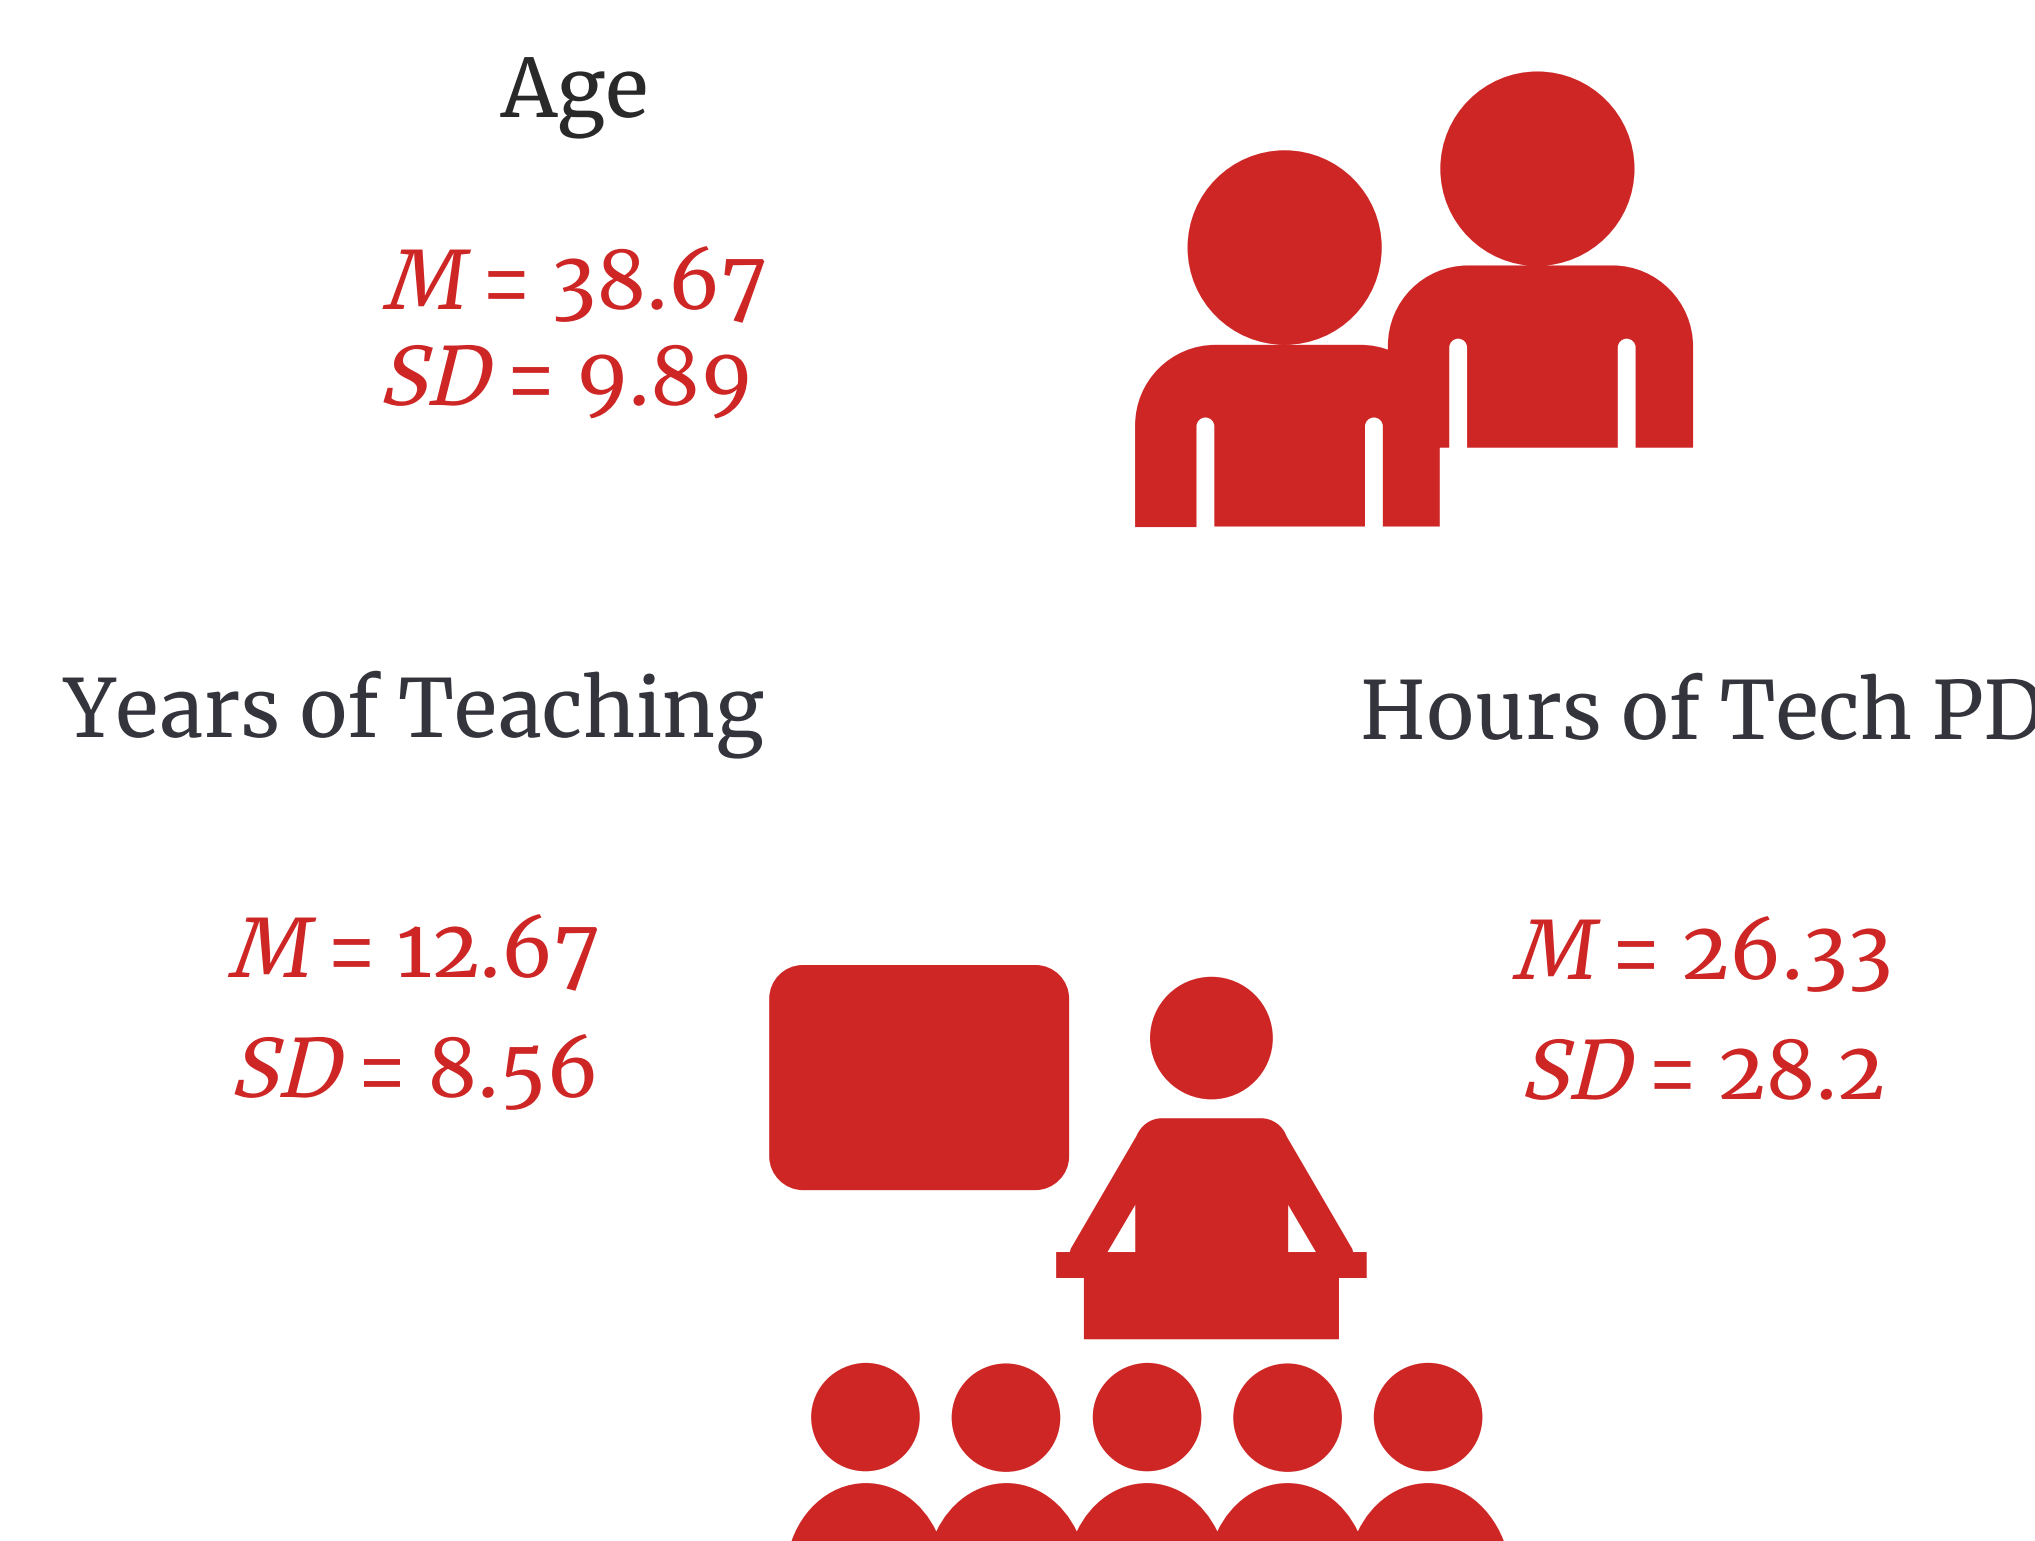 Age
M = 38.67
SD = 9.89
Years of Teaching
M = 12.67
SD = 8.56
Hours of Tech PD
M = 26.33
SD = 28.2